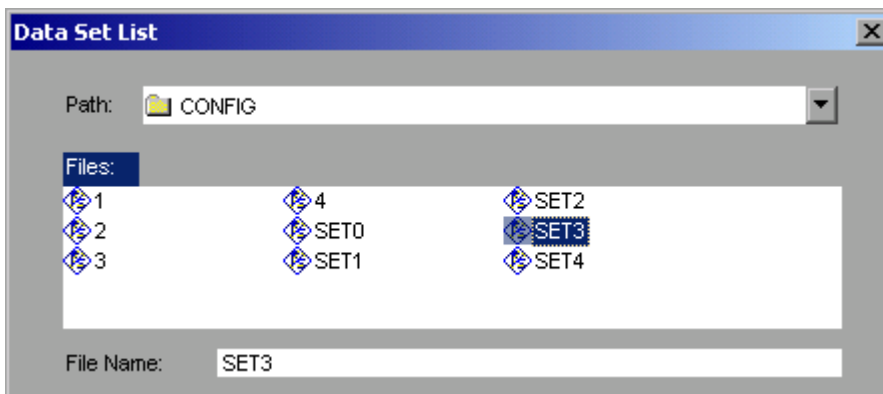 Data Set List
Path: CONFIG
Files:
1 4 SET2
2 SET0 SET3
3 SET1 SET4
File Name: SET3